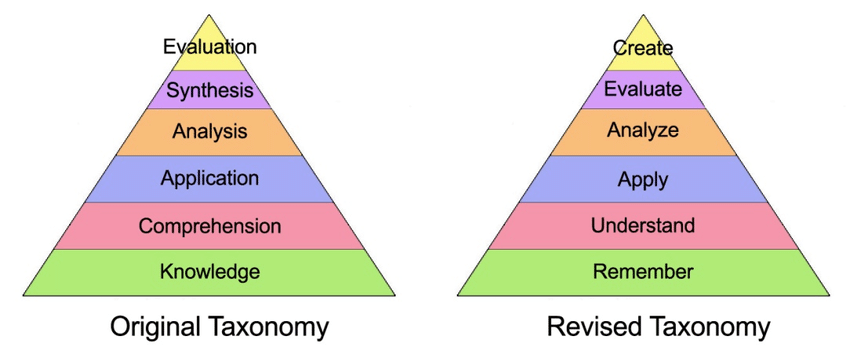 Evaluation
Synthesis
Analysis
Application
Comprehension
Knowledge
Original Taxonomy
Create
Evaluate
Analyze
Apply
Understand
Remember
Revised Taxonomy